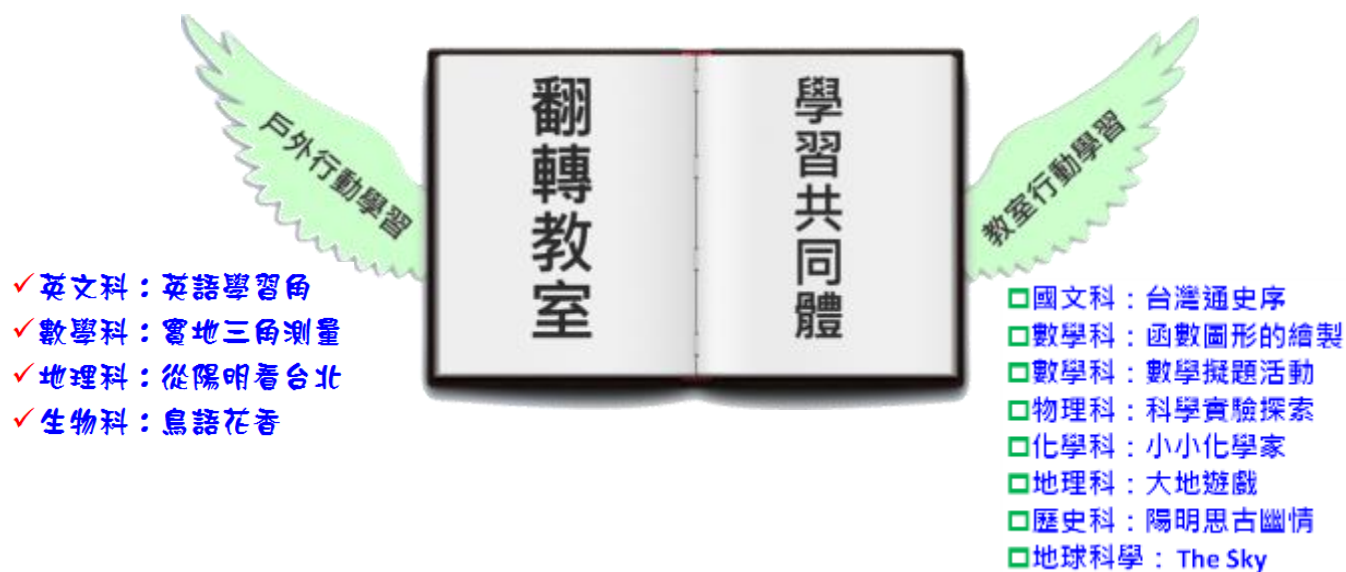 戶外行動學習
翻轉教室
學習共同體
教室行動學習
✓英文科：英語學習角
✓數學科：實地三角測量
✓地理科：從陽明看台北
✓生物科：鳥語花香
□國文科：台灣通史序
□數學科：函數圖形的繪製
□數學科：數學擬題活動
□物理科：科學實驗探索
□化學科：小小化學家
□地理科：大地遊戲
□歷史科：陽明思古幽情
□地球科學： The Sky